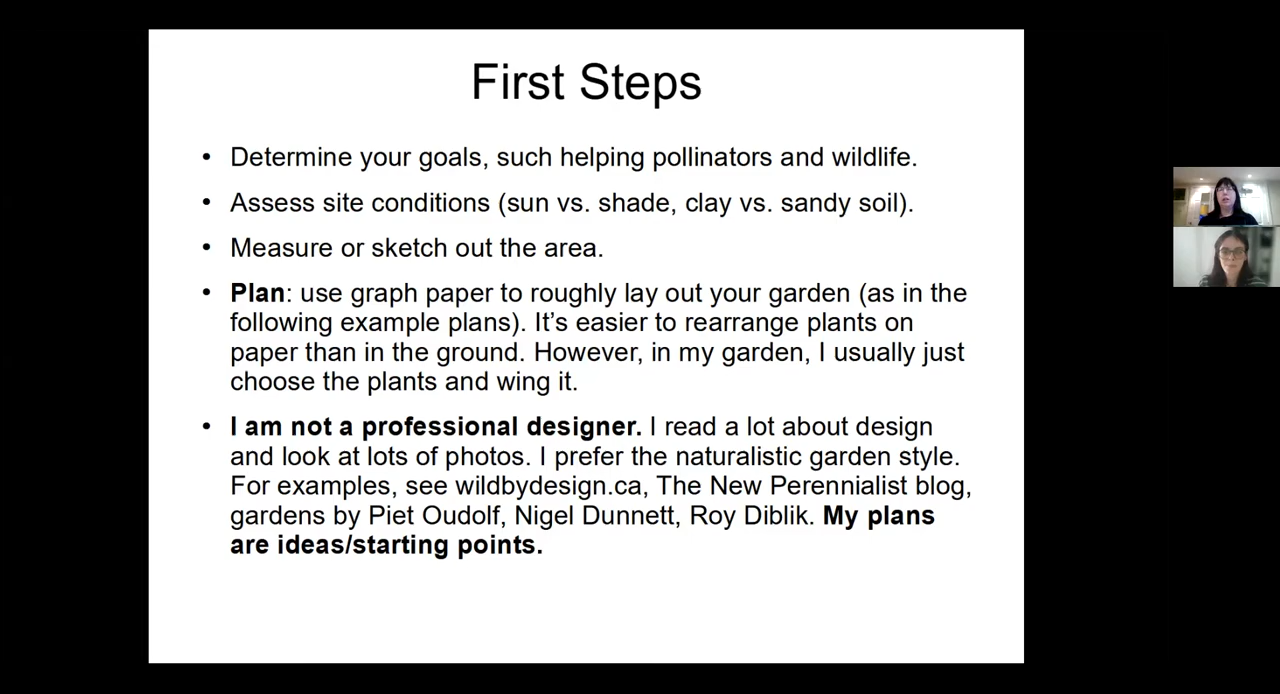 First Steps
• Determine your goals, such helping pollinators and wildlife.
• Assess site conditions (sun vs. shade, clay vs. sandy soil).
• Measure or sketch out the area.
• Plan: use graph paper to roughly lay out your garden (as in the
following example plans). It’s easier to rearrange plants on
paper than in the ground. However, in my garden, I usually just
choose the plants and wing it.
• I am not a professional designer. I read a lot about design
and look at lots of photos. I prefer the naturalistic garden style.
For examples, see wildbydesign.ca, The New Perennialist blog,
gardens by Piet Oudolf, Nigel Dunnett, Roy Diblik. My plans
are ideas/starting points.